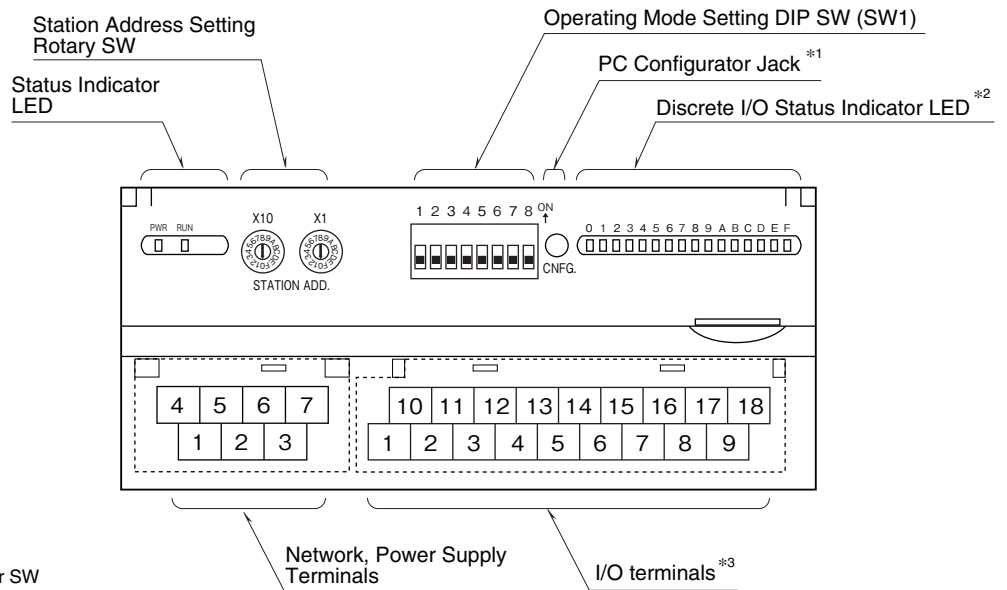 Station Address Setting
Rotary SW
Operating Mode Setting DIP SW (SW1)
PC Configurator Jack *1
Status Indicator
LED
Discrete I/O Status Indicator LED *2
PWR RUN
X10 X1
STATION ADD.
1 2 3 4 5 6 7 8 ON
CNFG.
0 1 2 3 4 5 6 7 8 9 A B C D E F
4 5 6 7
1 2 3
10 11 12 13 14 15 16 17 18
1 2 3 4 5 6 7 8 9
Network, Power Supply
Terminals
I/O terminals *3
r SW